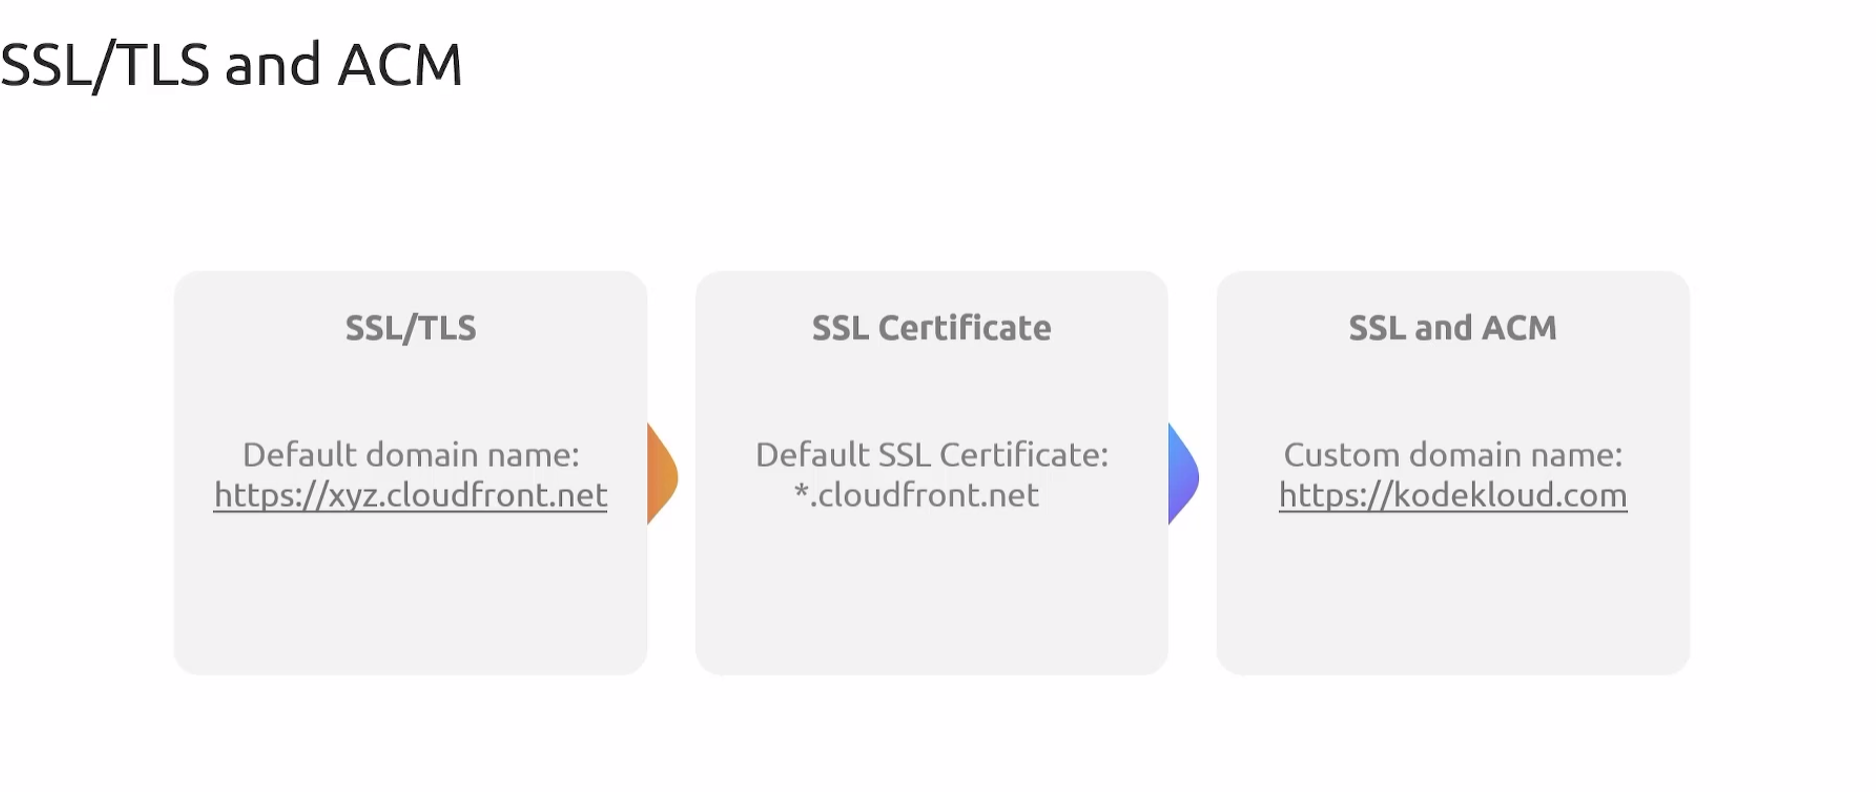 SSL/TLS and ACM
SSL/TLS
Default domain name:
https://xyz.cloudfront.net
SSL Certificate
Default SSL Certificate:
*.cloudfront.net
SSL and ACM
Custom domain name:
https://kodekloud.com